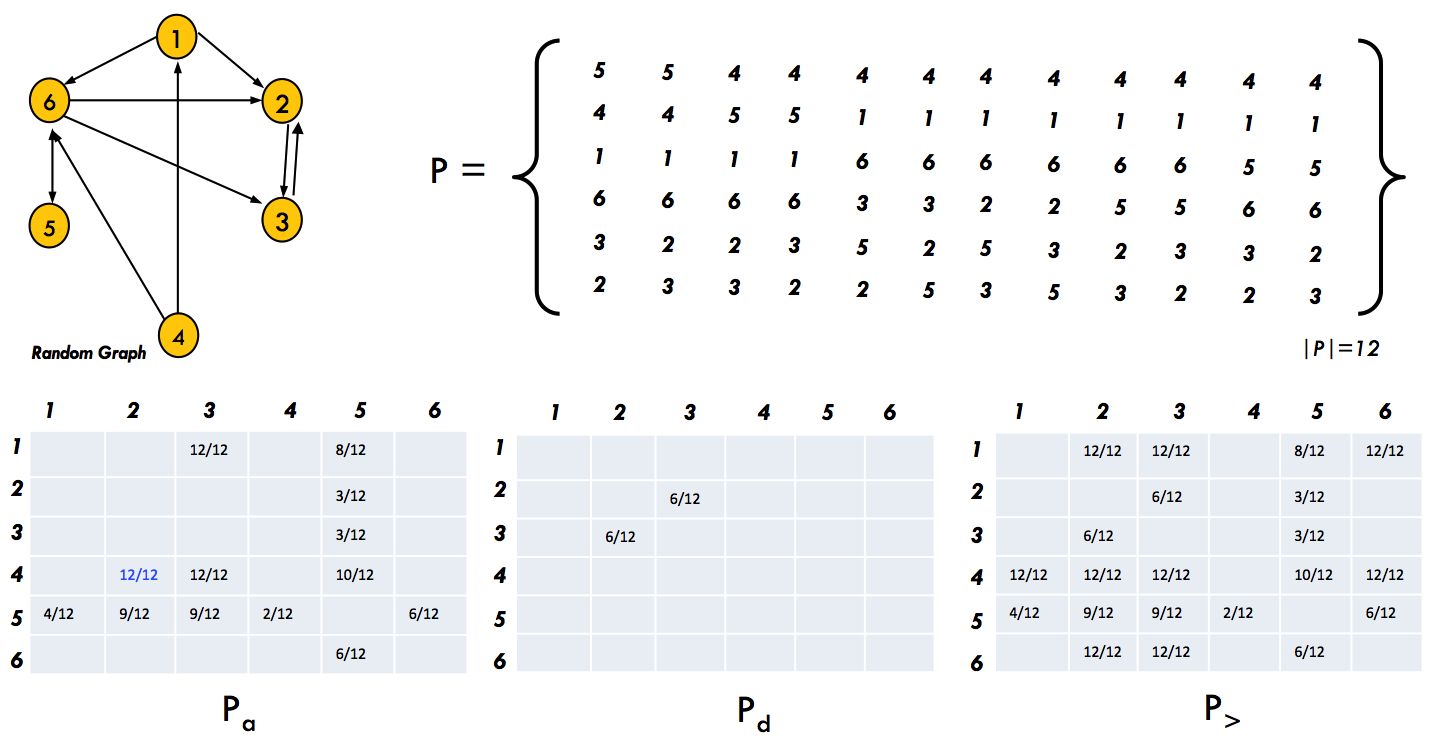 1
6
2
5
3
4
Random Graph
P =
5 5 4 4 4 4 4 4 4 4 4 4
4 4 5 5 1 1 1 1 1 1 1 1
1 1 1 1 6 6 6 6 6 6 5 5
6 6 6 6 3 3 2 2 5 5 6 6
3 2 2 3 5 2 5 3 2 3 3 2
2 3 3 2 2 5 3 5 3 2 2 3
|P|=12
1 2 3 4 5 6
1 12/12 8/12
2 3/12
3 3/12
4 12/12 12/12 10/12
5 4/12 9/12 9/12 2/12 6/12
6 6/12
Pa
1 2 3 4 5 6
1
2 6/12
3 6/12
4
5
6
Pd
1 2 3 4 5 6
1 12/12 12/12 8/12 12/12
2 6/12 3/12
3 6/12 3/12
4 12/12 12/12 12/12 10/12 12/12
5 4/12 9/12 9/12 2/12 6/12
6 12/12 12/12 6/12
P>